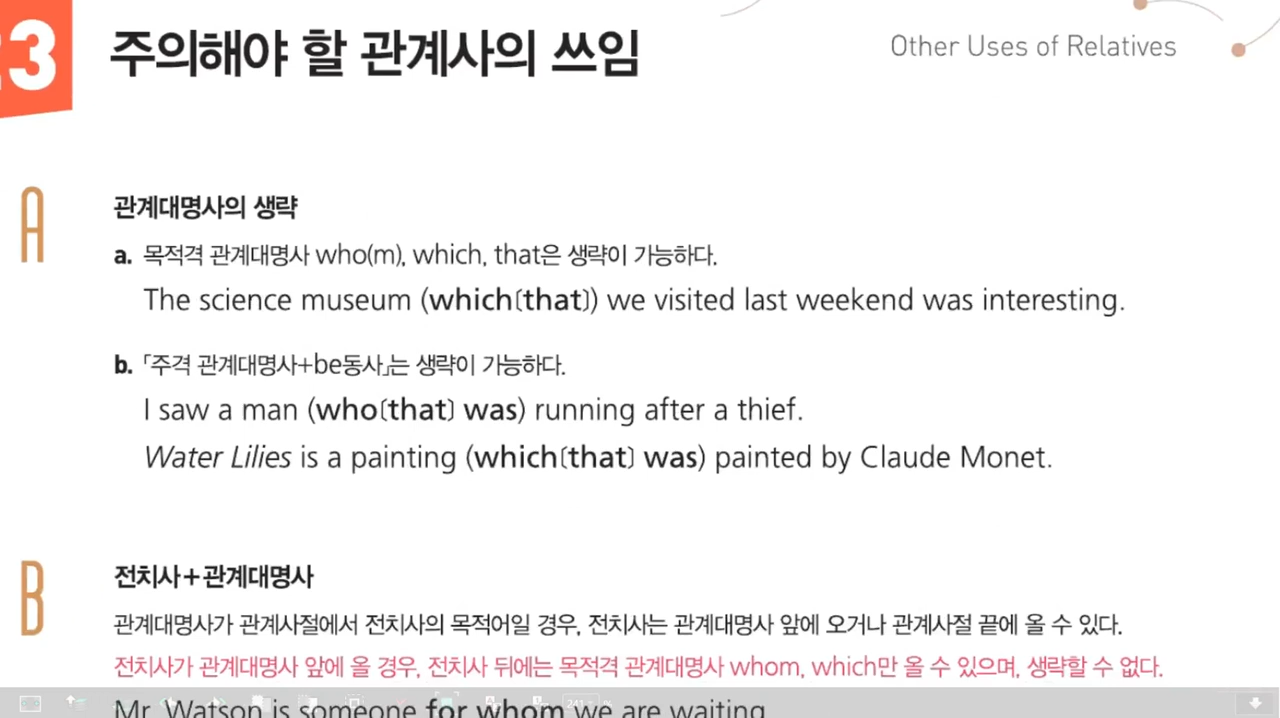 23 주의해야 할 관계사의 쓰임
Other Uses of Relatives
A
관계대명사의 생략
a. 목적격 관계대명사 who(m), which, that은 생략이 가능하다.
The science museum (which〔that〕) we visited last weekend was interesting.
b. 「주격 관계대명사+be동사」는 생략이 가능하다.
I saw a man (who〔that〕 was) running after a thief.
Water Lilies is a painting (which〔that〕 was) painted by Claude Monet.
B
전치사+관계대명사
관계대명사가 관계사절에서 전치사의 목적어일 경우, 전치사는 관계대명사 앞에 오거나 관계사절 끝에 올 수 있다.
전치사가 관계대명사 앞에 올 경우, 전치사 뒤에는 목적격 관계대명사 whom, which만 올 수 있으며, 생략할 수 없다.
Mr. Watson is someone for whom we are waiting